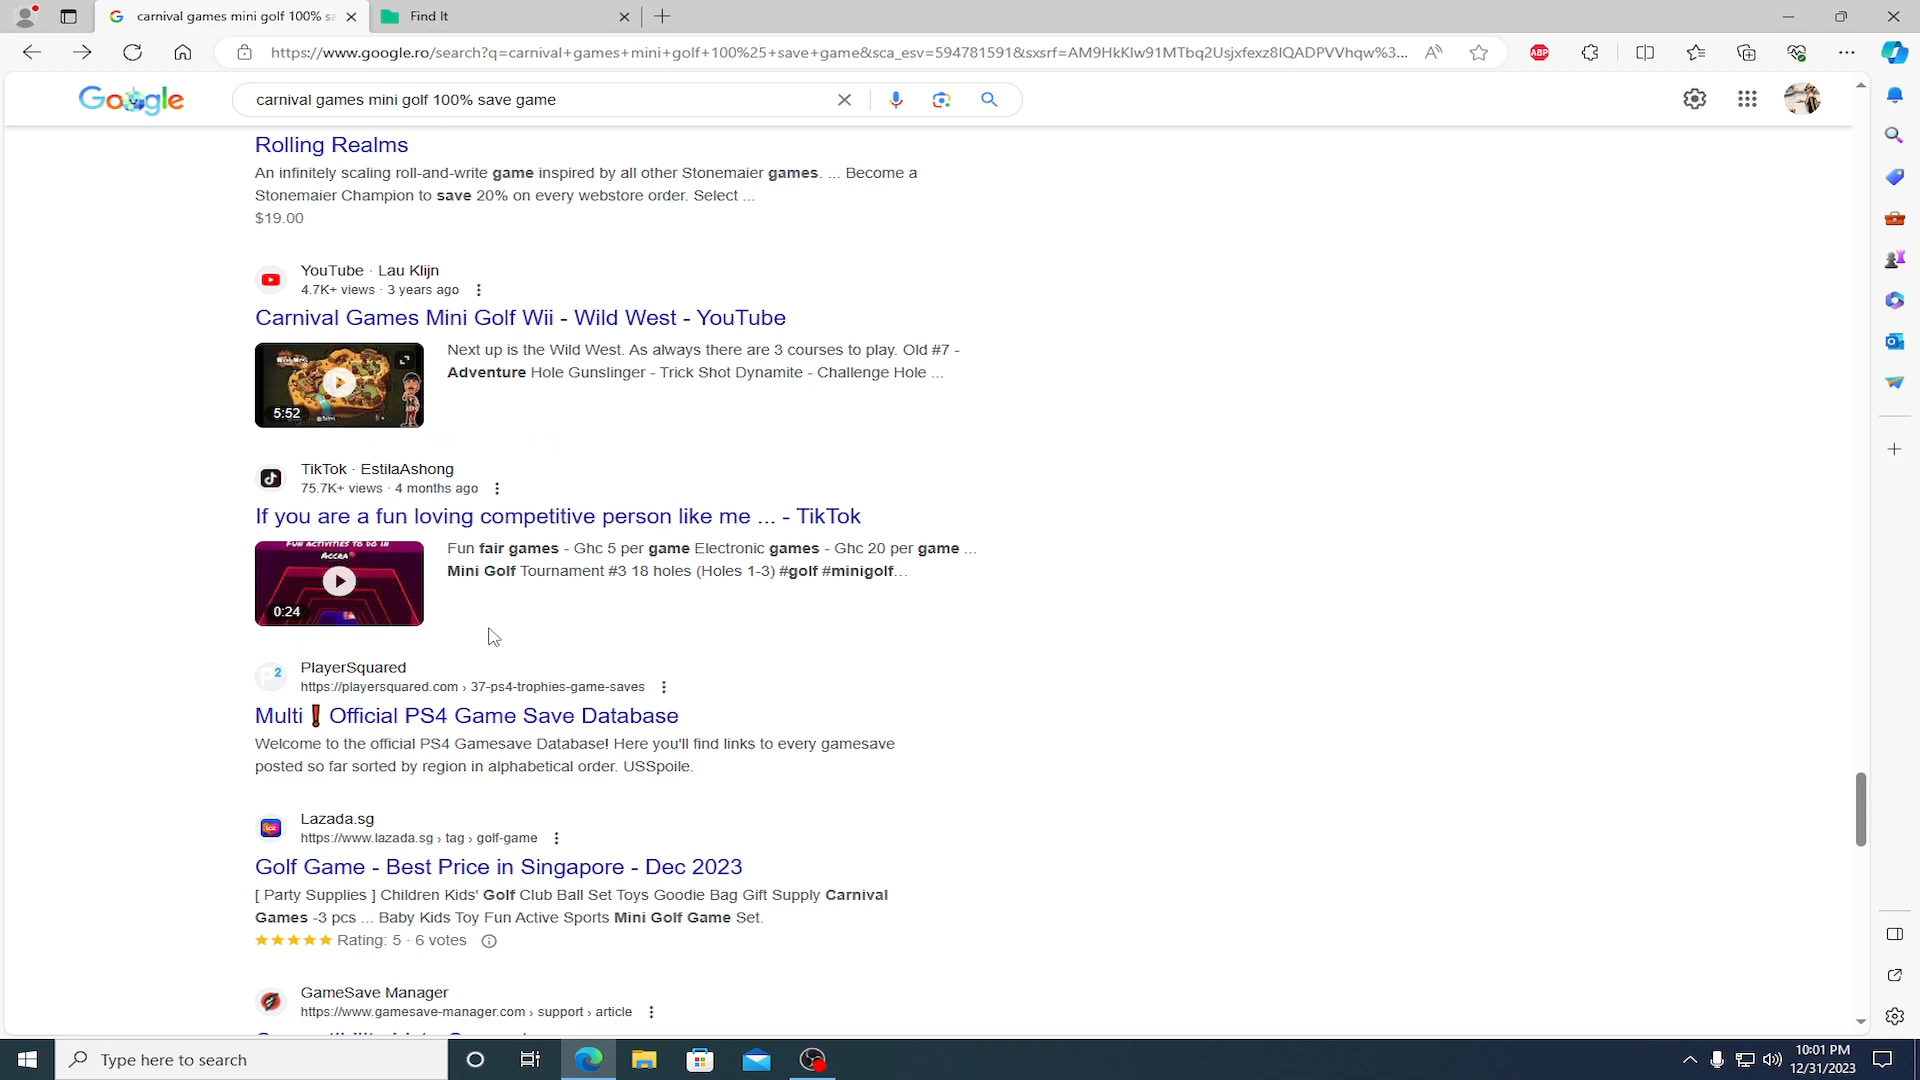 carnival games mini golf 100% sa
Find It
https://www.google.ro/search?q=carnival+games+mini+golf+100%25+save+game&sca_esv=594781591&sxsrf=AM9HkKIw91MTbq2Usjxfexz8IQADPVVhqw%3...
ABP
Google
carnival games mini golf 100% save game
Rolling Realms
An infinitely scaling roll-and-write game inspired by all other Stonemaier games. ... Become a
Stonemaier Champion to save 20% on every webstore order. Select ...
$19.00
YouTube · Lau Klijn
4.7K+ views · 3 years ago
Carnival Games Mini Golf Wii - Wild West - YouTube
Next up is the Wild West. As always there are 3 courses to play. Old #7 -
Adventure Hole Gunslinger - Trick Shot Dynamite - Challenge Hole ...
5:52
TikTok · EstilaAshong
75.7K+ views · 4 months ago
If you are a fun loving competitive person like me ... - TikTok
FUN ACTIVITIES TO DO IN
ACCRA
Fun fair games - Ghc 5 per game Electronic games - Ghc 20 per game ...
Mini Golf Tournament #3 18 holes (Holes 1-3) #golf #minigolf...
0:24
PlayerSquared
https://playersquared.com › 37-ps4-trophies-game-saves
Multi❗Official PS4 Game Save Database
Welcome to the official PS4 Gamesave Database! Here you'll find links to every gamesave
posted so far sorted by region in alphabetical order. USSpoile.
Lazada.sg
https://www.lazada.sg › tag › golf-game
Golf Game - Best Price in Singapore - Dec 2023
[ Party Supplies ] Children Kids' Golf Club Ball Set Toys Goodie Bag Gift Supply Carnival
Games -3 pcs ... Baby Kids Toy Fun Active Sports Mini Golf Game Set.
Rating: 5 · 6 votes
GameSave Manager
https://www.gamesave-manager.com › support › article
Type here to search
10:01 PM
12/31/2023